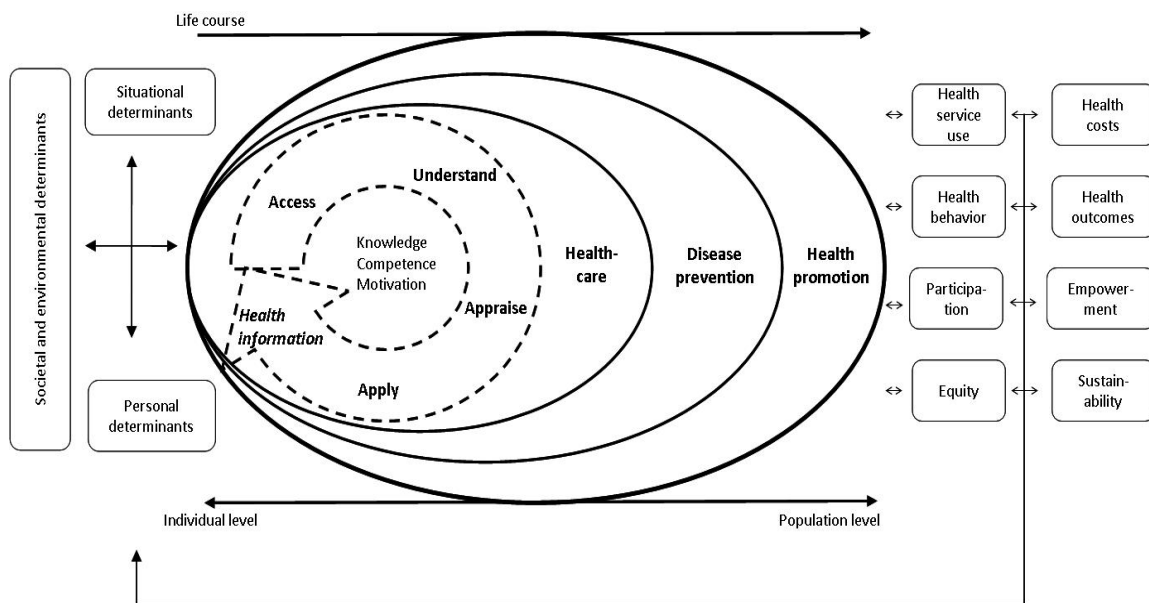 Life course
Societal and environmental determinants
Situational
determinants
Personal
determinants
Access
Understand
Knowledge
Competence
Motivation
Health
information
Appraise
Apply
Health-
care
Disease
prevention
Health
promotion
Individual level
Population level
Health
service
use
Health
costs
Health
behavior
Health
outcomes
Participa-
tion
Empower-
ment
Equity
Sustain-
ability